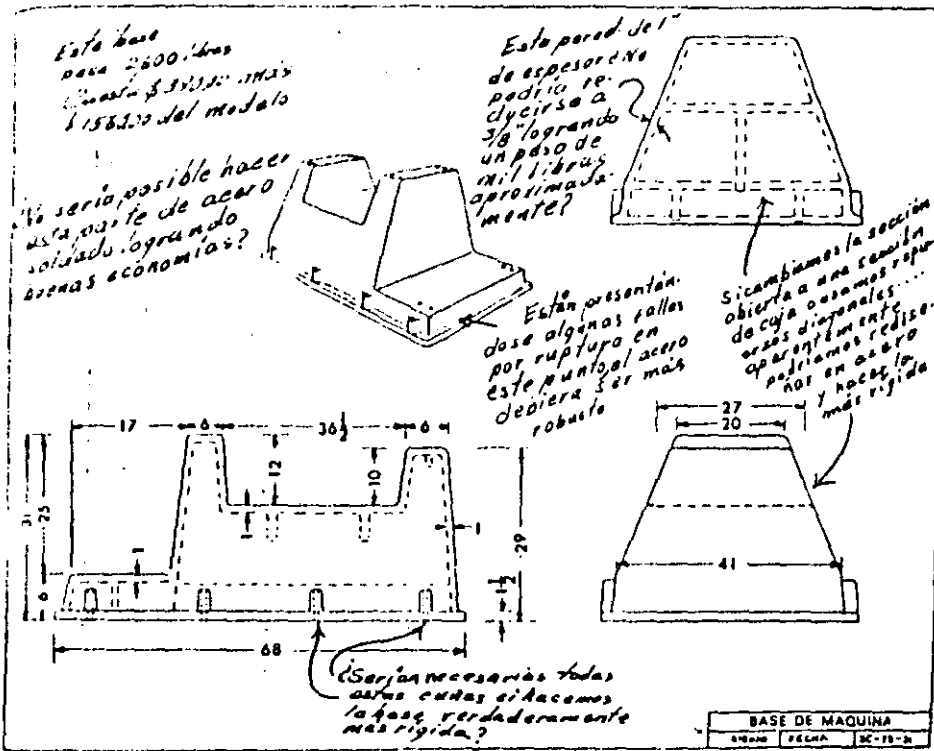 Esta base
pesa 2600 libras
Cuesta $ más
$ del modelo
No sería posible hacer
esta parte de acero
soldado logrando
buenas economías?
Esta pared de 1"
de espesor ¿No
podría re-
ducirse a
3/8" logrando
un peso de
mil libras
aproximada-
mente?
Están presentán-
dose algunas fallas
por ruptura en
este punto, el acero
debiera ser más
robusto
Si cambiamos la sección
abierta a una sección
de caja o usamos
diagonales....
aparentemente
podríamos redise-
ñar en acero
y hacerla
más rígida
27
20
17
6
36 1/2
6
31
25
12
10
1
1
1
29
6
1 1/2
41
68
¿Serían necesarias todas
estas cuñas si hacemos
la base verdaderamente
más rígida?
BASE DE MAQUINA
FECHA